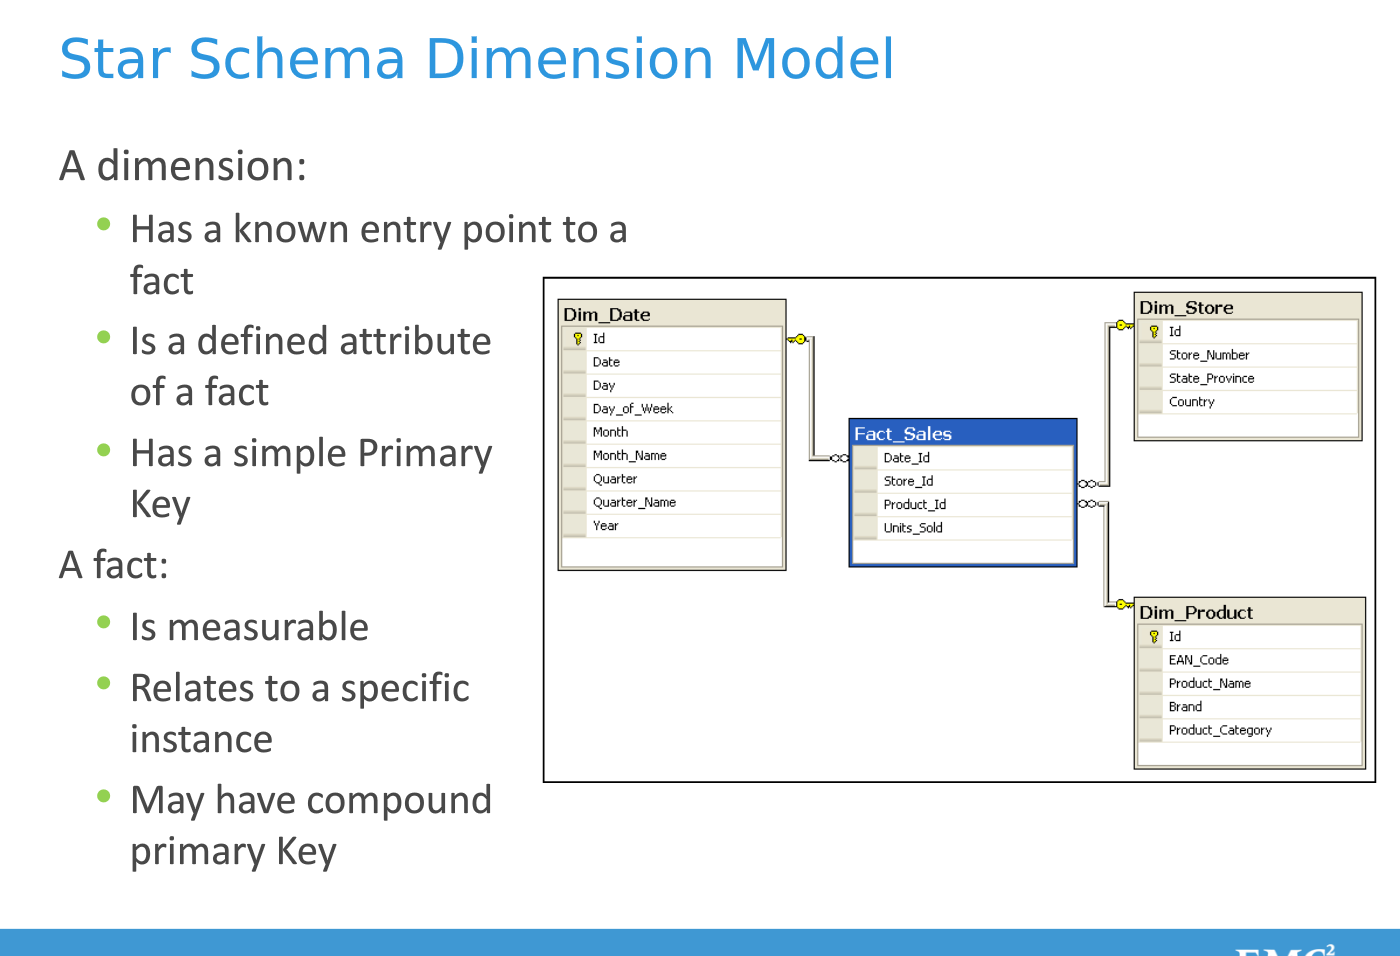 Star Schema Dimension Model
A dimension:
• Has a known entry point to a
fact
• Is a defined attribute
of a fact
• Has a simple Primary
Key
A fact:
• Is measurable
• Relates to a specific
instance
• May have compound
primary Key
Dim_Date
Id
Date
Day
Day_of_Week
Month
Month_Name
Quarter
Quarter_Name
Year
Fact_Sales
Date_Id
Store_Id
Product_Id
Units_Sold
Dim_Store
Id
Store_Number
State_Province
Country
Dim_Product
Id
EAN_Code
Product_Name
Brand
Product_Category
EMC²